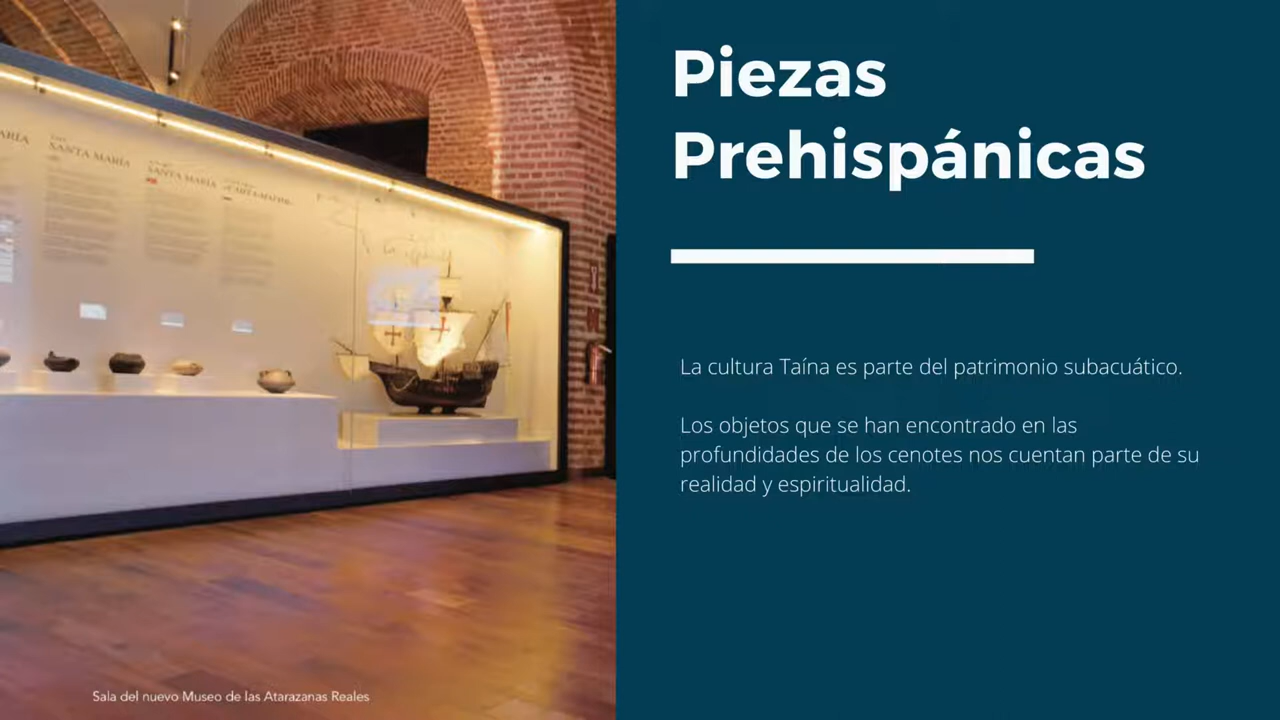 SANTA MARÍA
SANTA MARÍA
Piezas
Prehispánicas
La cultura Taína es parte del patrimonio subacuático.
Los objetos que se han encontrado en las
profundidades de los cenotes nos cuentan parte de su
realidad y espiritualidad.
Sala del nuevo Museo de las Atarazanas Reales